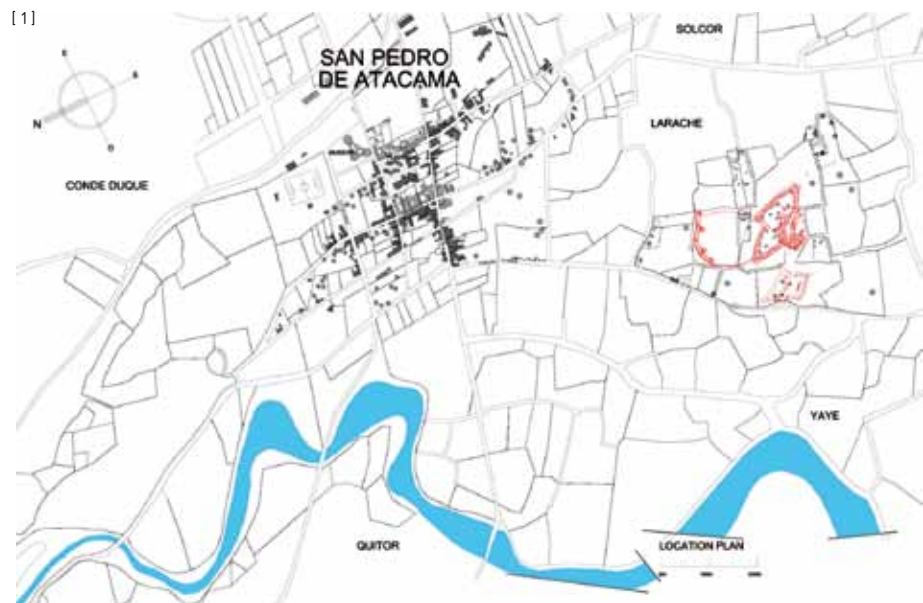 [1]
SOLCOR
SAN PEDRO
DE ATACAMA
LARACHE
N
CONDE DUQUE
YAYE
QUITOR
LOCATION PLAN